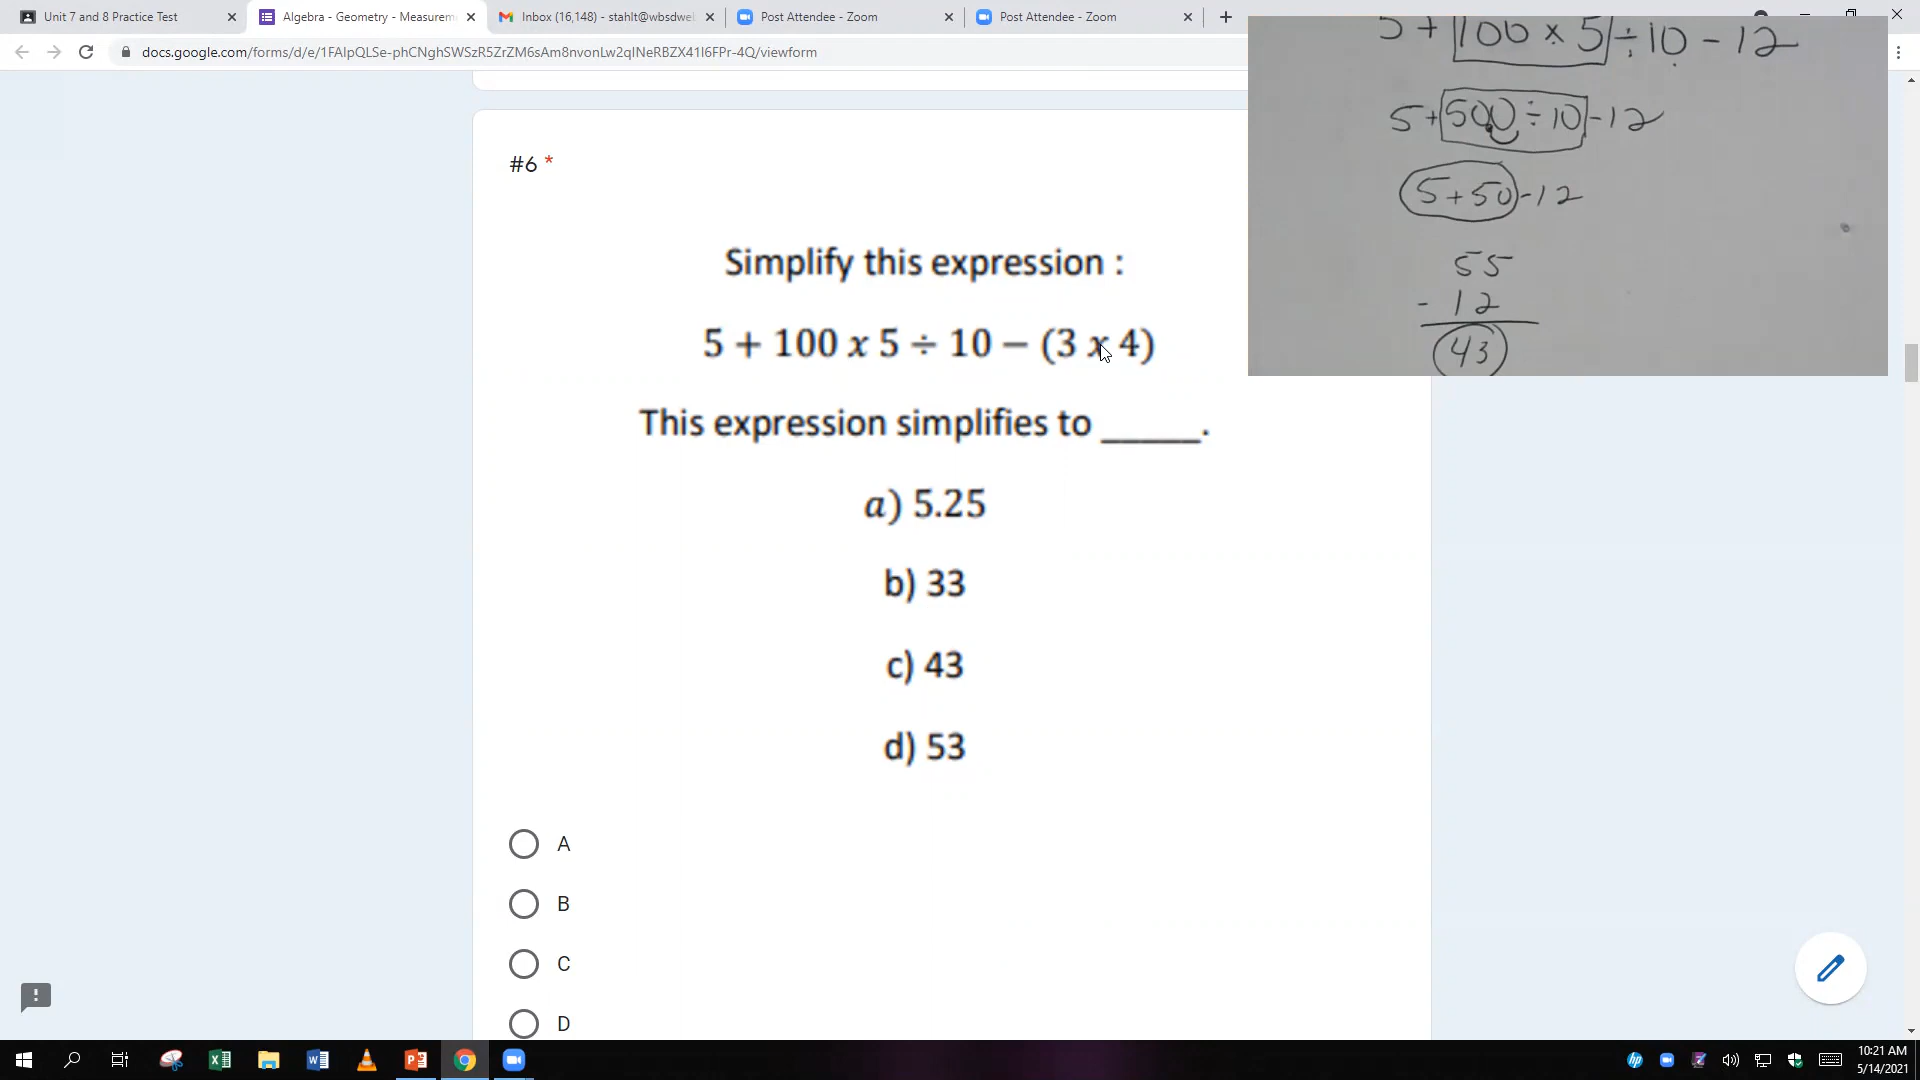 Unit 7 and 8 Practice Test
Algebra - Geometry - Measurem
Inbox (16,148) - stahlt@wbsdwe
Post Attendee - Zoom
Post Attendee - Zoom
docs.google.com/forms/d/e/1FAIpQLSe-phCNghSWSzR5ZrZM6sAm8nvonLw2qINeRBZX41I6FPr-4Q/viewform
5 + 100 x 5 ÷ 10 - 12
5 + 500 ÷ 10 - 12
5 + 50 - 12
55
- 12
43
#6 *
Simplify this expression :
5 + 100 x 5 ÷ 10 − (3 x 4)
This expression simplifies to _____.
a) 5.25
b) 33
c) 43
d) 53
A
B
C
D
10:21 AM
5/14/2021